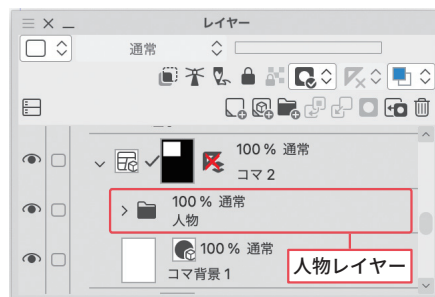 レイヤー
通常
100 % 通常
コマ 2
100 % 通常
人物
100 % 通常
コマ背景 1
人物レイヤー